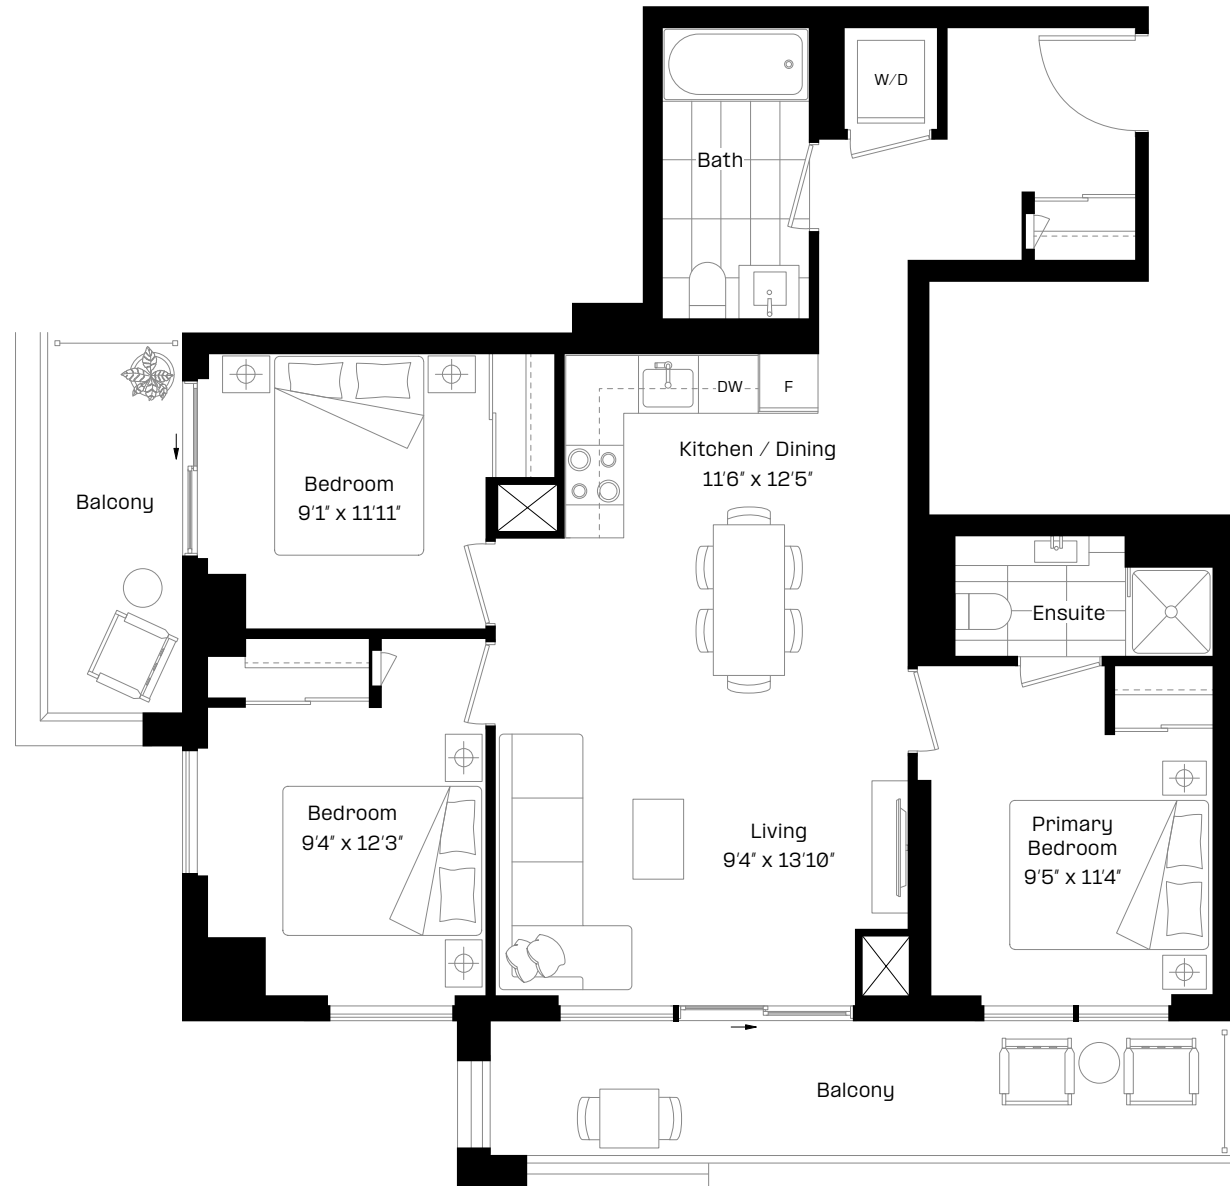 W/D
Bath
DW
F
Kitchen / Dining
11'6" x 12'5"
Bedroom
9'1" x 11'11"
Balcony
Ensuite
Bedroom
9'4" x 12'3"
Living
9'4" x 13'10"
Primary
Bedroom
9'5" x 11'4"
Balcony